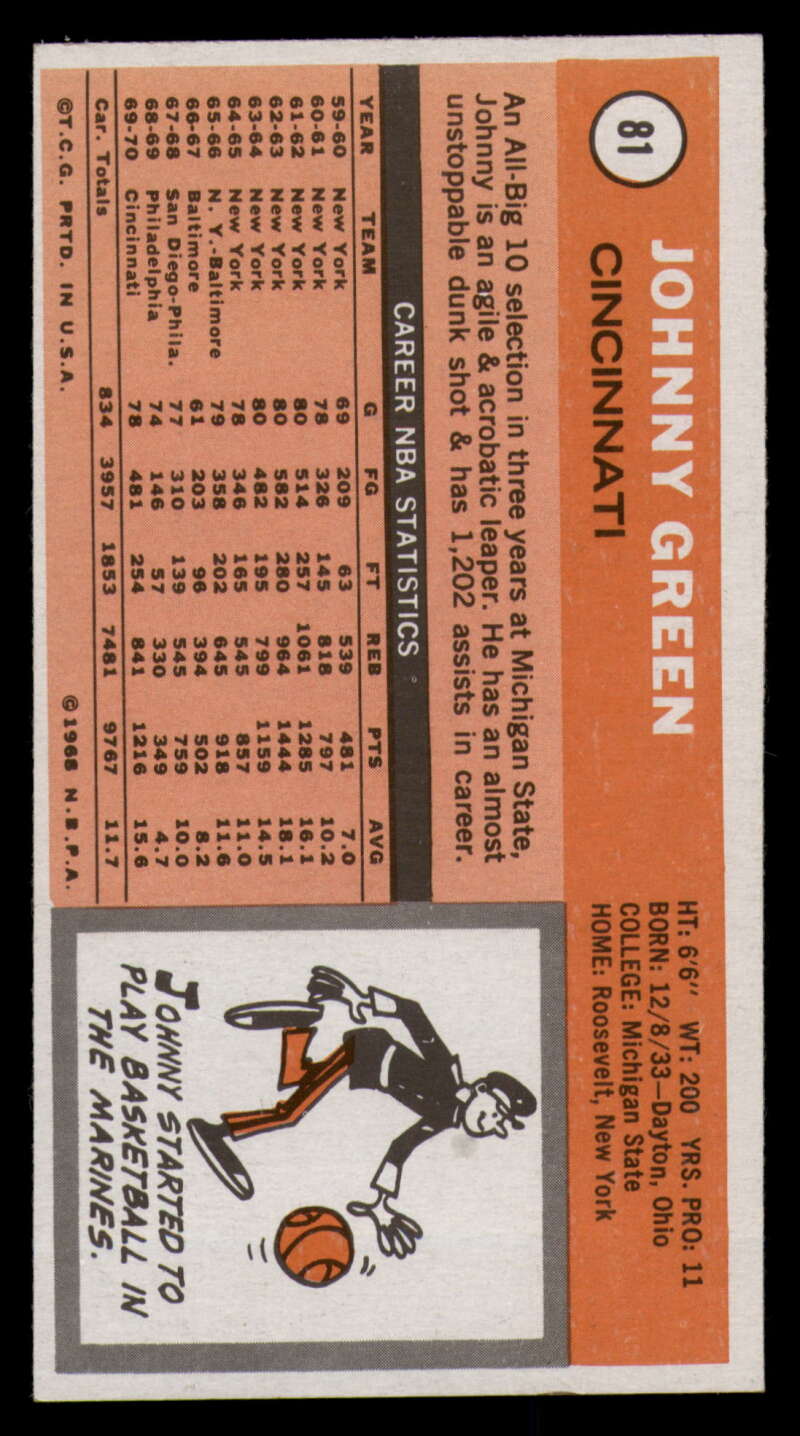 81
JOHNNY GREEN
CINCINNATI
HT: 6'6" WT: 200 YRS. PRO: 11
BORN: 12/8/33—Dayton, Ohio
COLLEGE: Michigan State
HOME: Roosevelt, New York
An All-Big 10 selection in three years at Michigan State,
Johnny is an agile & acrobatic leaper. He has an almost
unstoppable dunk shot & has 1,202 assists in career.
CAREER NBA STATISTICS
YEAR TEAM G FG FT REB PTS AVG
59-60 New York 69 209 63 539 481 7.0
60-61 New York 78 326 145 818 797 10.2
61-62 New York 80 514 257 1061 1285 16.1
62-63 New York 80 582 280 964 1444 18.1
63-64 New York 80 482 195 799 1159 14.5
64-65 New York 78 346 165 545 857 11.0
65-66 N. Y.-Baltimore 79 358 202 645 918 11.6
66-67 Baltimore 61 203 96 394 502 8.2
67-68 San Diego-Phila. 77 310 139 545 759 10.0
68-69 Philadelphia 74 146 57 330 349 4.7
69-70 Cincinnati 78 481 254 841 1216 15.6
Car. Totals 834 3957 1853 7481 9767 11.7
©T.C.G. PRTD. IN U.S.A. ©1968 N.B.P.A.
JOHNNY STARTED TO
PLAY BASKETBALL IN
THE MARINES.